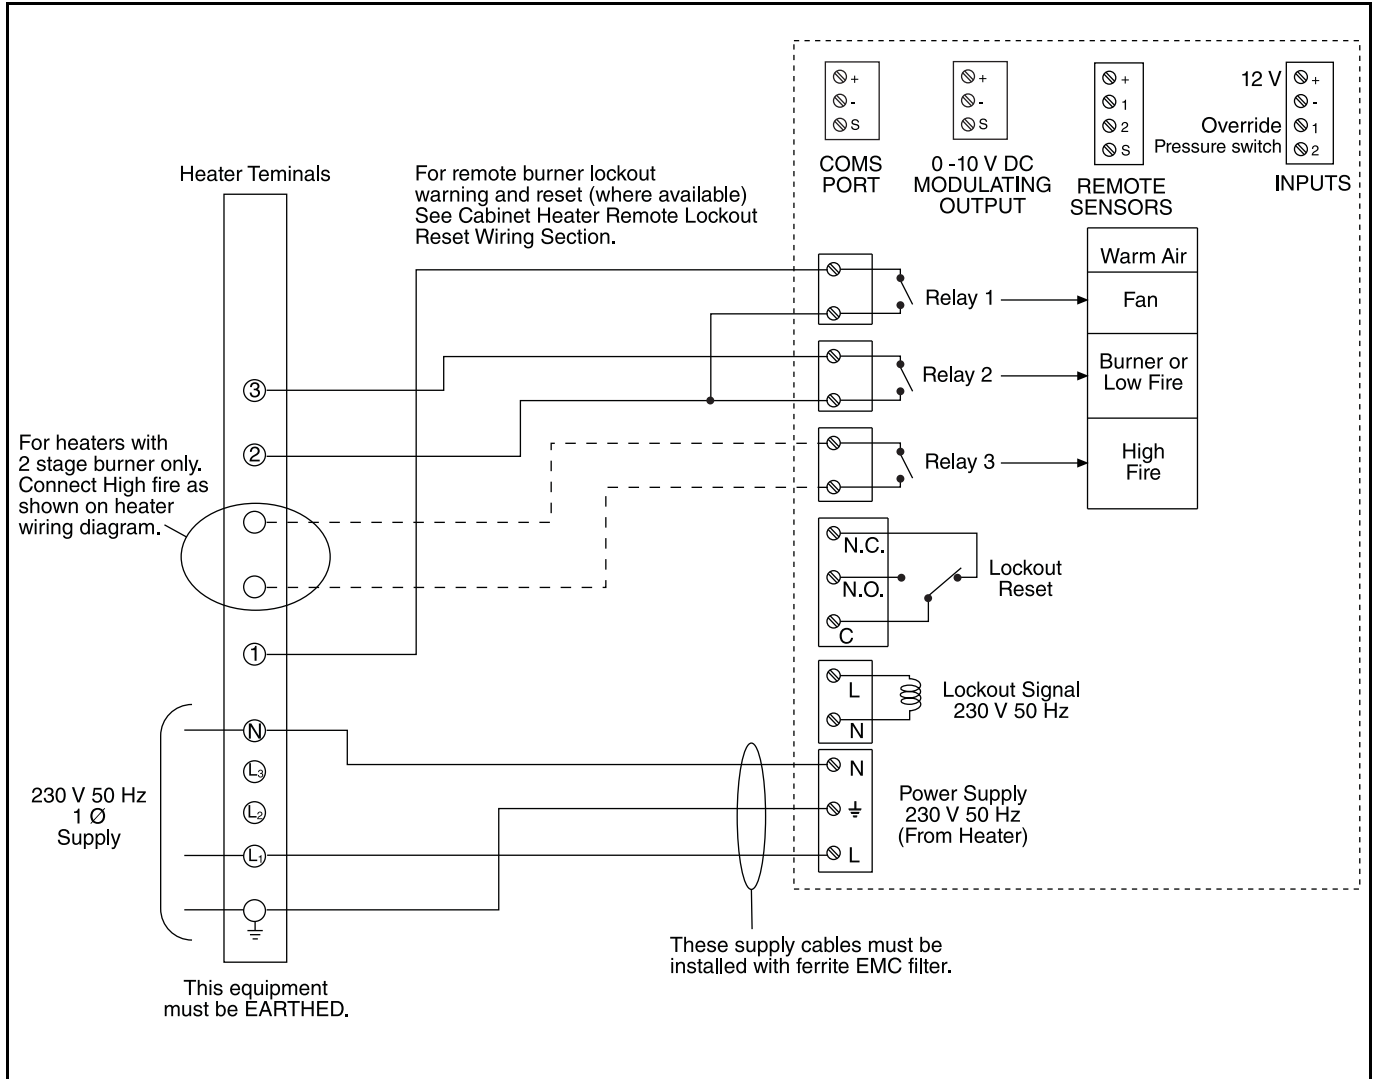 +
-
S
COMS
PORT
+
-
S
0 -10 V DC
MODULATING
OUTPUT
+
1
2
S
REMOTE
SENSORS
12 V
+
-
Override
1
Pressure switch
2
INPUTS
Heater Teminals
For remote burner lockout
warning and reset (where available)
See Cabinet Heater Remote Lockout
Reset Wiring Section.
Warm Air
Relay 1
Fan
3
Relay 2
Burner or
Low Fire
2
For heaters with
2 stage burner only.
Connect High fire as
shown on heater
wiring diagram.
Relay 3
High
Fire
N.C.
N.O.
C
Lockout
Reset
1
L
N
Lockout Signal
230 V 50 Hz
N
L3
L2
L1
230 V 50 Hz
1 Ø
Supply
N
L
Power Supply
230 V 50 Hz
(From Heater)
These supply cables must be
installed with ferrite EMC filter.
This equipment
must be EARTHED.